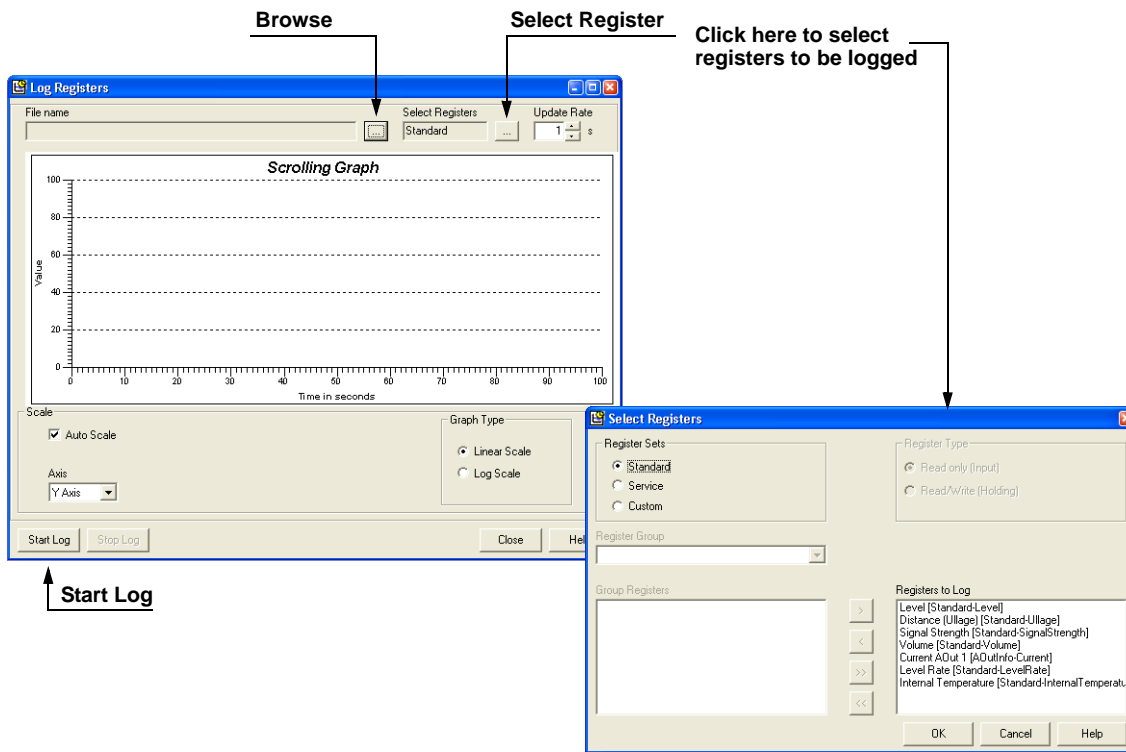 Browse
Select Register
Click here to select
registers to be logged
Log Registers
File name
Select Registers
Update Rate
...
Standard
...
1
s
Scrolling Graph
100
80
60
40
20
0
Value
0 10 20 30 40 50 60 70 80 90 100
Time in seconds
Scale
Auto Scale
Axis
Y Axis
Graph Type
Linear Scale
Log Scale
Start Log
Stop Log
Close
Hel
Start Log
Select Registers
Register Sets
Standard
Service
Custom
Register Type
Read only (Input)
Read/Write (Holding)
Register Group
Group Registers
>
<
>>
<<
Registers to Log
Level [Standard-Level]
Distance (Ullage) [Standard-Ullage]
Signal Strength [Standard-SignalStrength]
Volume [Standard-Volume]
Current AOut 1 [AOutInfo-Current]
Level Rate [Standard-LevelRate]
Internal Temperature [Standard-InternalTemperatu
OK
Cancel
Help